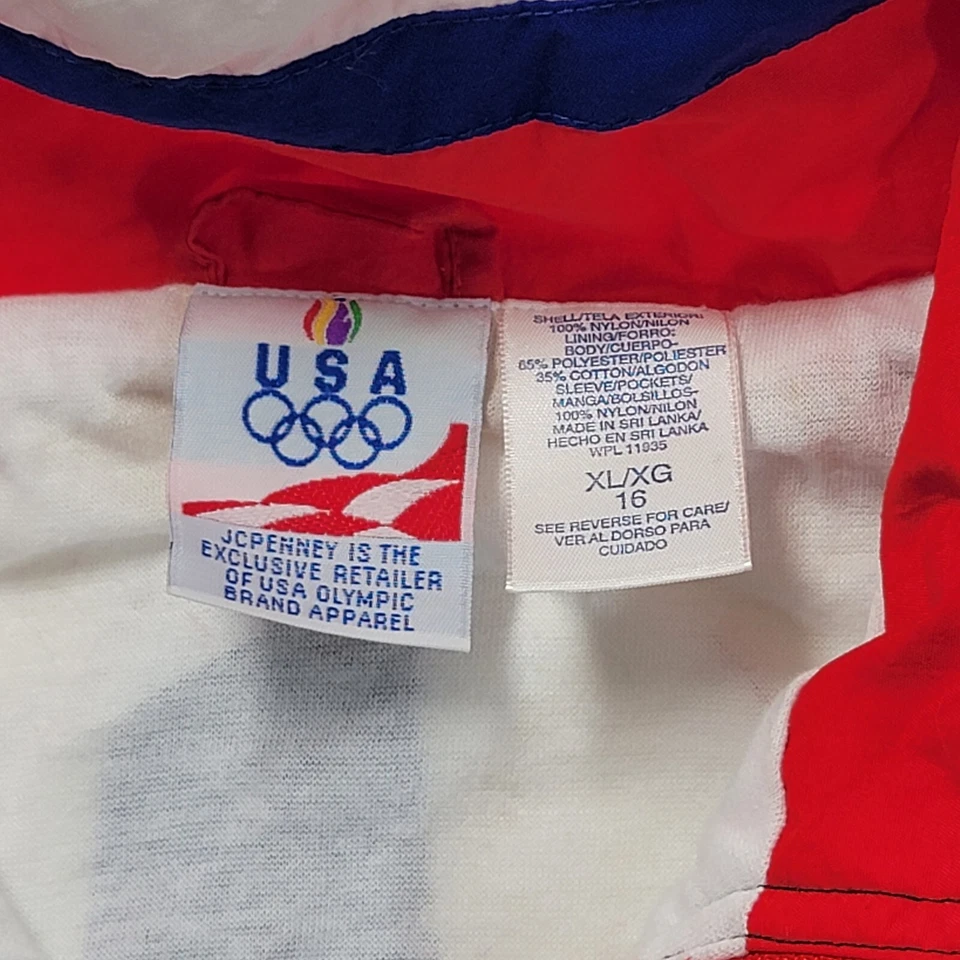 USA
JCPENNEY IS THE
EXCLUSIVE RETAILER
OF USA OLYMPIC
BRAND APPAREL
SHELL/TELA EXTERIOR:
100% NYLON/NILON
LINING/FORRO:
BODY/CUERPO-
65% POLYESTER/POLIESTER
35% COTTON/ALGODON
SLEEVE/POCKETS/
MANGA/BOLSILLOS-
100% NYLON/NILON
MADE IN SRI LANKA/
HECHO EN SRI LANKA
WPL 11935
XL/XG
16
SEE REVERSE FOR CARE/
VER AL DORSO PARA
CUIDADO